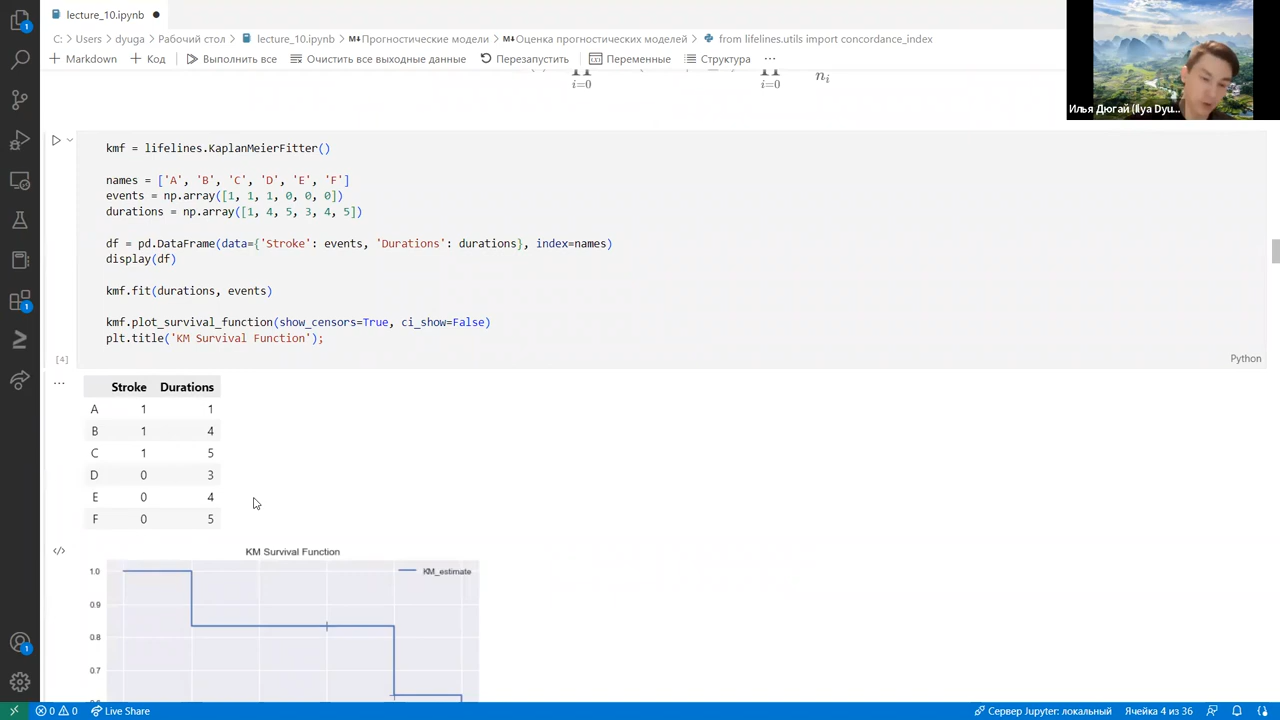 lecture_10.ipynb
C: > Users > dyuga > Рабочий стол > lecture_10.ipynb > M↓Прогностические модели > M↓Оценка прогностических моделей > from lifelines.utils import concordance_index
+ Markdown + Код Выполнить все Очистить все выходные данные Перезапустить Переменные Структура ...
Илья Дюгай (Ilya Dyu...
i=0 i=0 n_i
kmf = lifelines.KaplanMeierFitter()
names = ['A', 'B', 'C', 'D', 'E', 'F']
events = np.array([1, 1, 1, 0, 0, 0])
durations = np.array([1, 4, 5, 3, 4, 5])
df = pd.DataFrame(data={'Stroke': events, 'Durations': durations}, index=names)
display(df)
kmf.fit(durations, events)
kmf.plot_survival_function(show_censors=True, ci_show=False)
plt.title('KM Survival Function');
[4] Python
Stroke Durations
A 1 1
B 1 4
C 1 5
D 0 3
E 0 4
F 0 5
KM Survival Function
KM_estimate
1.0
0.9
0.8
0.7
0 0 Live Share Сервер Jupyter: локальный Ячейка 4 из 36